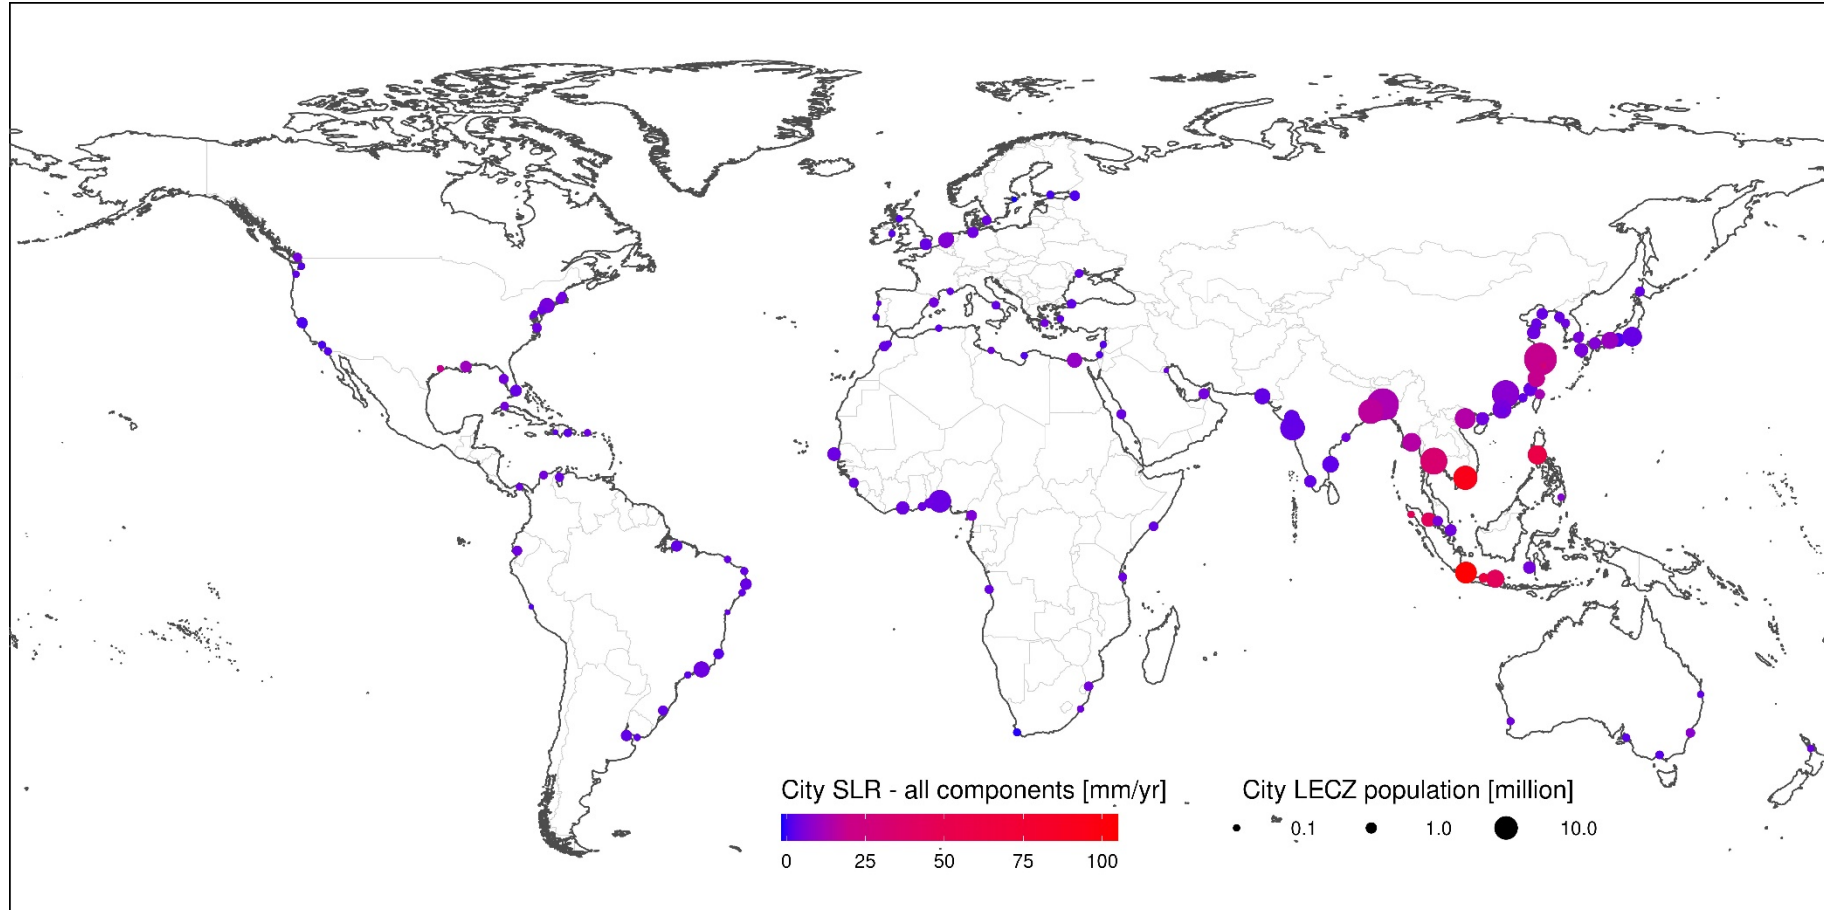 City SLR - all components [mm/yr]
City LECZ population [million]
0.1 1.0 10.0
0 25 50 75 100